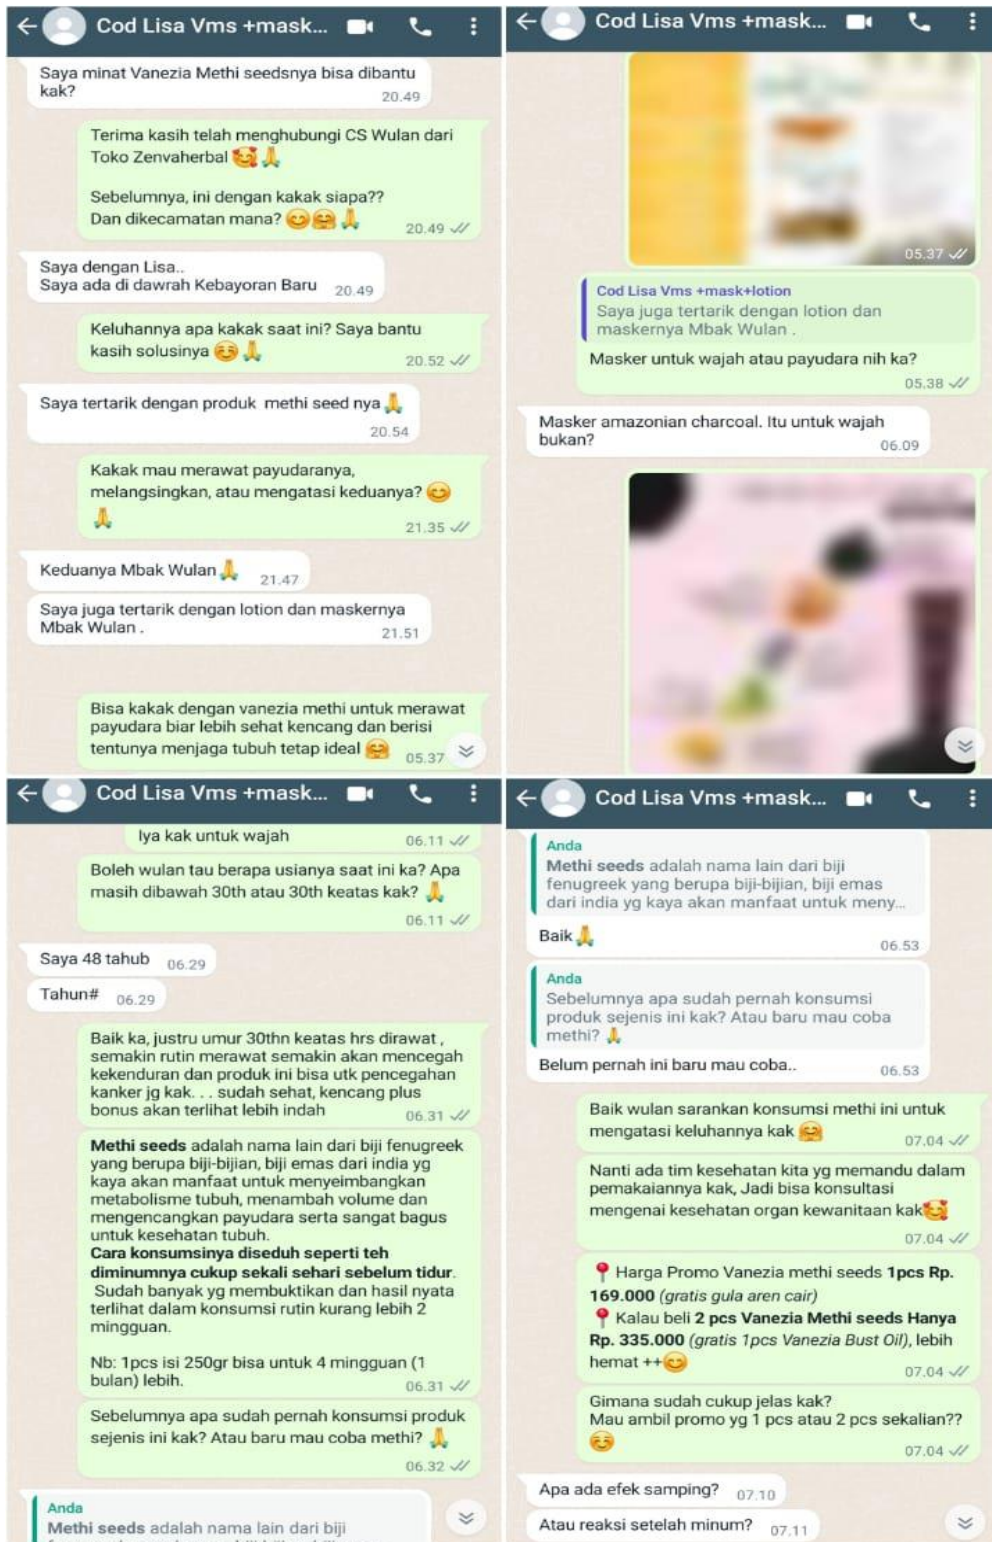 Cod Lisa Vms +mask...
Saya minat Vanezia Methi seedsnya bisa dibantu
kak?
20.49
Terima kasih telah menghubungi CS Wulan dari
Toko Zenvaherbal 🥰🙏
Sebelumnya, ini dengan kakak siapa??
Dan dikecamatan mana? 😊🤗🙏
20.49
Saya dengan Lisa..
Saya ada di dawrah Kebayoran Baru 20.49
Keluhannya apa kakak saat ini? Saya bantu
kasih solusinya ☺️🙏
20.52
Saya tertarik dengan produk methi seed nya🙏
20.54
Kakak mau merawat payudaranya,
melangsingkan, atau mengatasi keduanya? 😊
🙏
21.35
Keduanya Mbak Wulan🙏 21.47
Saya juga tertarik dengan lotion dan maskernya
Mbak Wulan .
21.51
Bisa kakak dengan vanezia methi untuk merawat
payudara biar lebih sehat kencang dan berisi
tentunya menjaga tubuh tetap ideal 🤗
05.37
Cod Lisa Vms +mask...
05.37
Cod Lisa Vms +mask+lotion
Saya juga tertarik dengan lotion dan
maskernya Mbak Wulan .
Masker untuk wajah atau payudara nih ka?
05.38
Masker amazonian charcoal. Itu untuk wajah
bukan?
06.09
Cod Lisa Vms +mask...
Iya kak untuk wajah
06.11
Boleh wulan tau berapa usianya saat ini ka? Apa
masih dibawah 30th atau 30th keatas kak? 🙏
06.11
Saya 48 tahub 06.29
Tahun# 06.29
Baik ka, justru umur 30thn keatas hrs dirawat ,
semakin rutin merawat semakin akan mencegah
kekenduran dan produk ini bisa utk pencegahan
kanker jg kak. . . sudah sehat, kencang plus
bonus akan terlihat lebih indah
06.31
Methi seeds adalah nama lain dari biji fenugreek
yang berupa biji-bijian, biji emas dari india yg
kaya akan manfaat untuk menyeimbangkan
metabolisme tubuh, menambah volume dan
mengencangkan payudara serta sangat bagus
untuk kesehatan tubuh.
Cara konsumsinya diseduh seperti teh
diminumnya cukup sekali sehari sebelum tidur.
Sudah banyak yg membuktikan dan hasil nyata
terlihat dalam konsumsi rutin kurang lebih 2
mingguan.
Nb: 1pcs isi 250gr bisa untuk 4 mingguan (1
bulan) lebih.
06.31
Sebelumnya apa sudah pernah konsumsi produk
sejenis ini kak? Atau baru mau coba methi? 🙏
06.32
Anda
Methi seeds adalah nama lain dari biji
Cod Lisa Vms +mask...
Anda
Methi seeds adalah nama lain dari biji
fenugreek yang berupa biji-bijian, biji emas
dari india yg kaya akan manfaat untuk meny...
Baik🙏
06.53
Anda
Sebelumnya apa sudah pernah konsumsi
produk sejenis ini kak? Atau baru mau coba
methi? 🙏
Belum pernah ini baru mau coba..
06.53
Baik wulan sarankan konsumsi methi ini untuk
mengatasi keluhannya kak 🤗
07.04
Nanti ada tim kesehatan kita yg memandu dalam
pemakaiannya kak, Jadi bisa konsultasi
mengenai kesehatan organ kewanitaan kak🥰
07.04
📍 Harga Promo Vanezia methi seeds 1pcs Rp.
169.000 (gratis gula aren cair)
📍 Kalau beli 2 pcs Vanezia Methi seeds Hanya
Rp. 335.000 (gratis 1pcs Vanezia Bust Oil), lebih
hemat ++😊
07.04
Gimana sudah cukup jelas kak?
Mau ambil promo yg 1 pcs atau 2 pcs sekalian??
☺️
07.04
Apa ada efek samping? 07.10
Atau reaksi setelah minum? 07.11